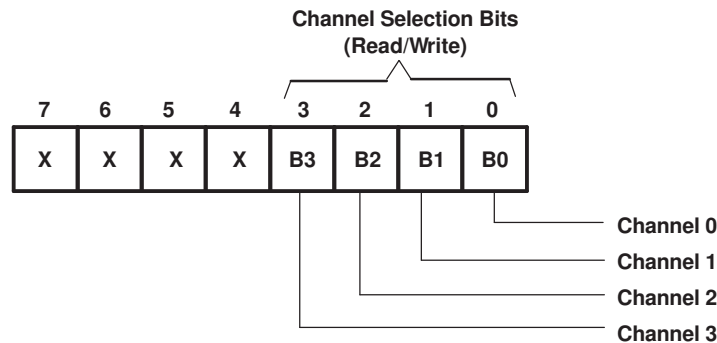 Channel Selection Bits
(Read/Write)
7 6 5 4 3 2 1 0
X X X X B3 B2 B1 B0
Channel 0
Channel 1
Channel 2
Channel 3